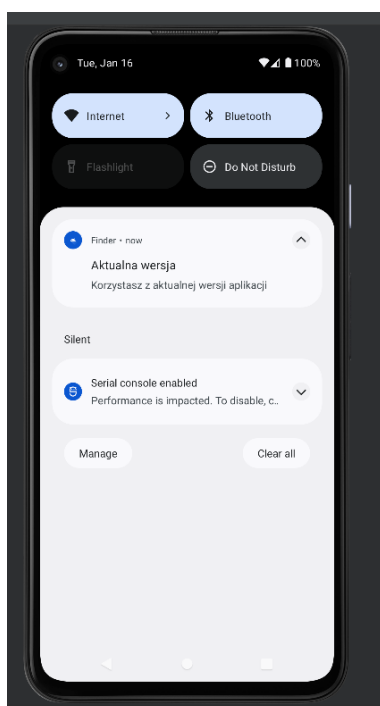 Tue, Jan 16 100%
Internet Bluetooth
Flashlight Do Not Disturb
Finder • now
Aktualna wersja
Korzystasz z aktualnej wersji aplikacji
Silent
Serial console enabled
Performance is impacted. To disable, c..
Manage Clear all